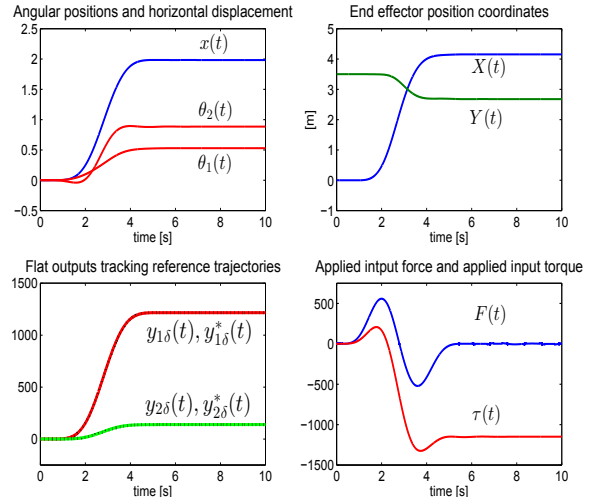 Angular positions and horizontal displacement
2.5
2
1.5
1
0.5
0
−0.5
0 2 4 6 8 10
time [s]
x(t)
θ₂(t)
θ₁(t)
End effector position coordinates
5
4
3
2
1
0
−1
[m]
0 2 4 6 8 10
time [s]
X(t)
Y(t)
Flat outputs tracking reference trajectories
1500
1000
500
0
0 2 4 6 8 10
time [s]
y₁δ(t), y*₁δ(t)
y₂δ(t), y*₂δ(t)
Applied intput force and applied input torque
500
0
−500
−1000
−1500
0 2 4 6 8 10
time [s]
F(t)
τ(t)